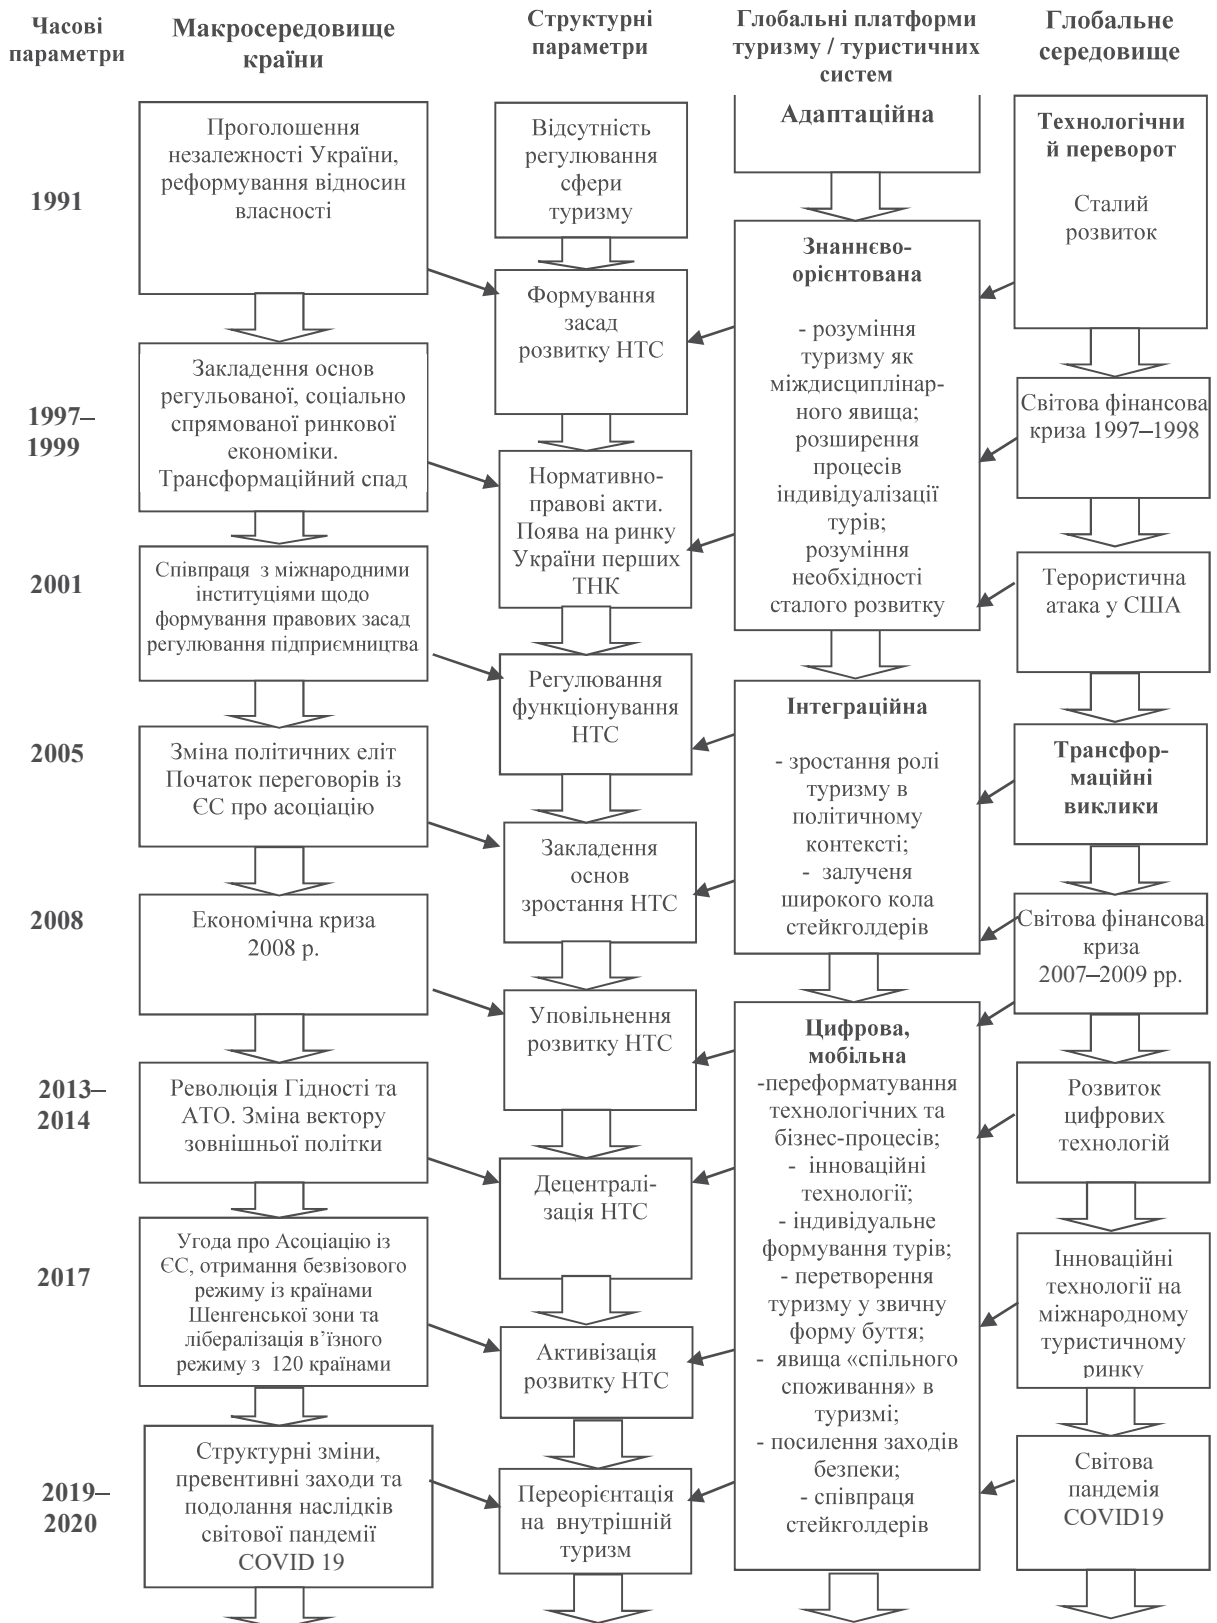 Часові
параметри
Макросередовище
країни
Структурні
параметри
Глобальні платформи
туризму / туристичних
систем
Глобальне
середовище
1991
1997–
1999
2001
2005
2008
2013–
2014
2017
2019–
2020
Проголошення
незалежності України,
реформування відносин
власності
Закладення основ
регульованої, соціально
спрямованої ринкової
економіки.
Трансформаційний спад
Співпраця з міжнародними
інституціями щодо
формування правових засад
регулювання підприємництва
Зміна політичних еліт
Початок переговорів із
ЄС про асоціацію
Економічна криза
2008 р.
Революція Гідності та
АТО. Зміна вектору
зовнішньої політки
Угода про Асоціацію із
ЄС, отримання безвізового
режиму із країнами
Шенгенської зони та
лібералізація в’їзного
режиму з 120 країнами
Структурні зміни,
превентивні заходи та
подолання наслідків
світової пандемії
COVID 19
Відсутність
регулювання
сфери
туризму
Формування
засад
розвитку НТС
Нормативно-
правові акти.
Поява на ринку
України перших
ТНК
Регулювання
функціонування
НТС
Закладення
основ
зростання НТС
Уповільнення
розвитку НТС
Децентралі-
зація НТС
Активізація
розвитку НТС
Переорієнтація
на внутрішній
туризм
Адаптаційна
Знаннєво-
орієнтована
- розуміння
туризму як
міждисциплінар-
ного явища;
розширення
процесів
індивідуалізації
турів;
розуміння
необхідності
сталого розвитку
Інтеграційна
- зростання ролі
туризму в
політичному
контексті;
- залученя
широкого кола
стейкголдерів
Цифрова,
мобільна
-переформатування
технологічних та
бізнес-процесів;
- інноваційні
технології;
- індивідуальне
формування турів;
- перетворення
туризму у звичну
форму буття;
- явища «спільного
споживання» в
туризмі;
- посилення заходів
безпеки;
- співпраця
стейкголдерів
Технологічни
й переворот
Сталий
розвиток
Світова фінансова
криза 1997–1998
Терористична
атака у США
Трансфор-
маційні
виклики
Світова фінансова
криза
2007–2009 рр.
Розвиток
цифрових
технологій
Інноваційні
технології на
міжнародному
туристичному
ринку
Світова
пандемія
COVID19